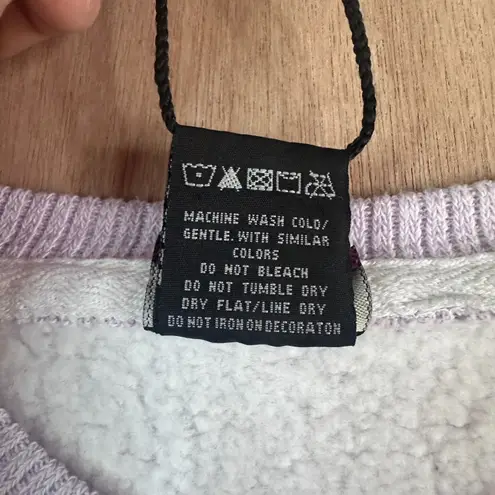 MACHINE WASH COLD/
GENTLE. WITH SIMILAR
COLORS
DO NOT BLEACH
DO NOT TUMBLE DRY
DRY FLAT/LINE DRY
DO NOT IRON ON DECORATON